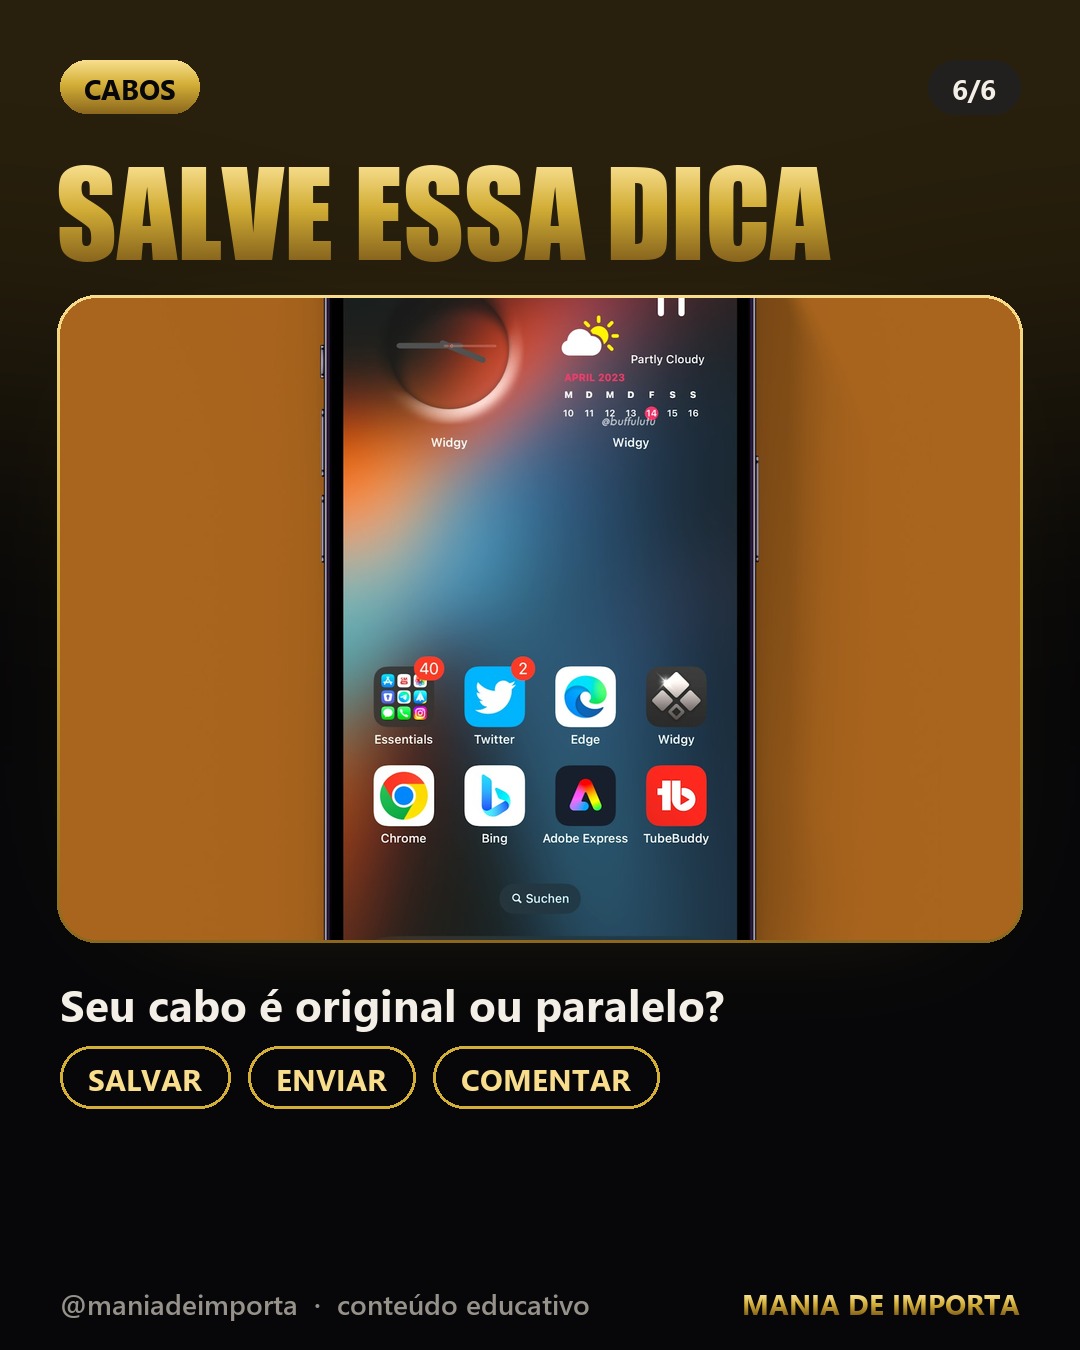 CABOS
6/6
SALVE ESSA DICA
Partly Cloudy
APRIL 2023
M D M D F S S
10 11 12 13 14 15 16
@buffulutu
Widgy Widgy
40 2
Essentials Twitter Edge Widgy
Chrome Bing Adobe Express TubeBuddy
Suchen
Seu cabo é original ou paralelo?
SALVAR ENVIAR COMENTAR
@maniadeimporta · conteúdo educativo MANIA DE IMPORTA